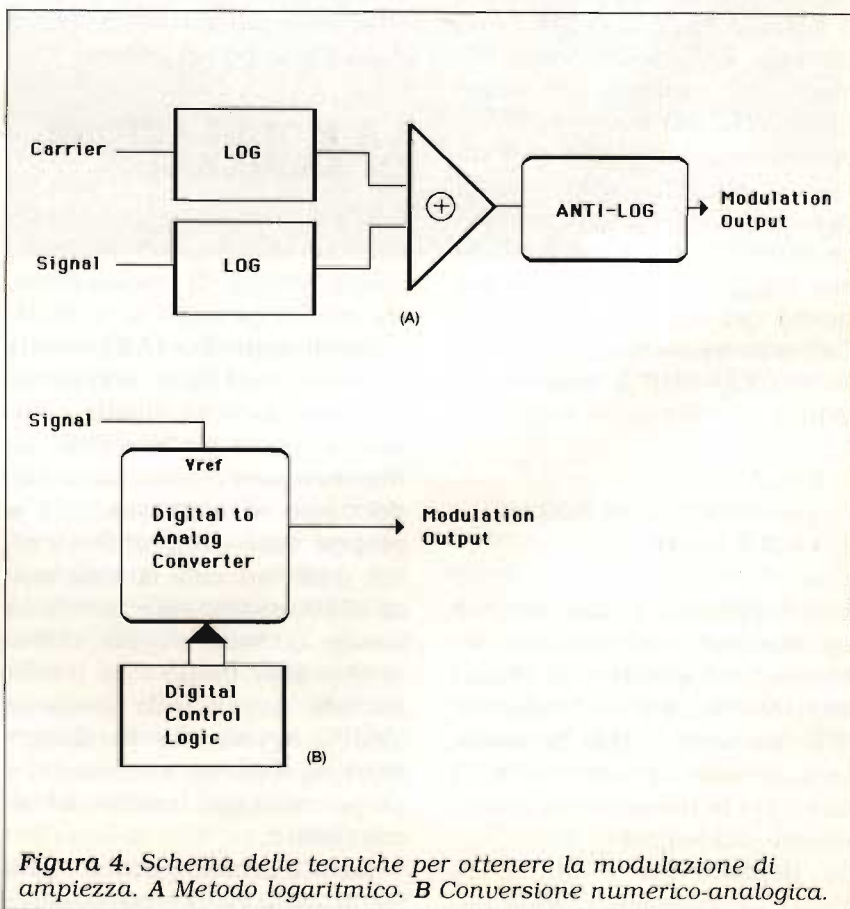 Carrier
LOG
Signal
LOG
+
ANTI-LOG
Modulation
Output
(A)
Signal
Vref
Digital to
Analog
Converter
Modulation
Output
Digital
Control
Logic
(B)
Figura 4. Schema delle tecniche per ottenere la modulazione di
ampiezza. A Metodo logaritmico. B Conversione numerico-analogica.